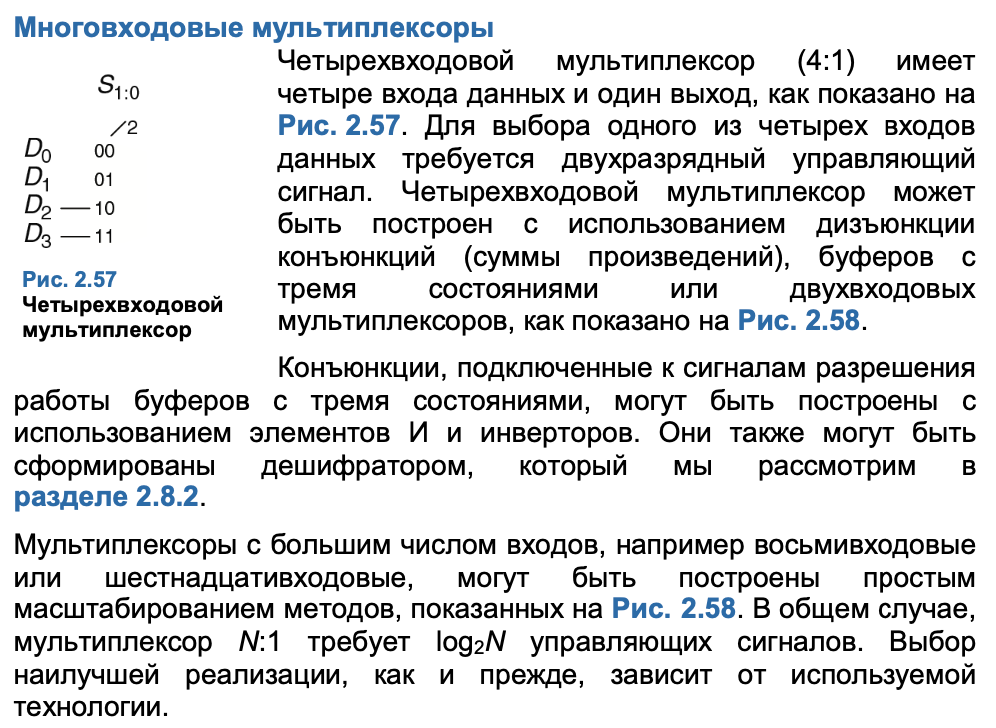 Многовходовые мультиплексоры
S1:0
2
D0 00
D1 01
D2 10
D3 11
Рис. 2.57
Четырехвходовой
мультиплексор
Четырехвходовой мультиплексор (4:1) имеет
четыре входа данных и один выход, как показано на
Рис. 2.57. Для выбора одного из четырех входов
данных требуется двухразрядный управляющий
сигнал. Четырехвходовой мультиплексор может
быть построен с использованием дизъюнкции
конъюнкций (суммы произведений), буферов с
тремя состояниями или двухвходовых
мультиплексоров, как показано на Рис. 2.58.
Конъюнкции, подключенные к сигналам разрешения
работы буферов с тремя состояниями, могут быть построены с
использованием элементов И и инверторов. Они также могут быть
сформированы дешифратором, который мы рассмотрим в
разделе 2.8.2.
Мультиплексоры с большим числом входов, например восьмивходовые
или шестнадцативходовые, могут быть построены простым
масштабированием методов, показанных на Рис. 2.58. В общем случае,
мультиплексор N:1 требует log2N управляющих сигналов. Выбор
наилучшей реализации, как и прежде, зависит от используемой
технологии.